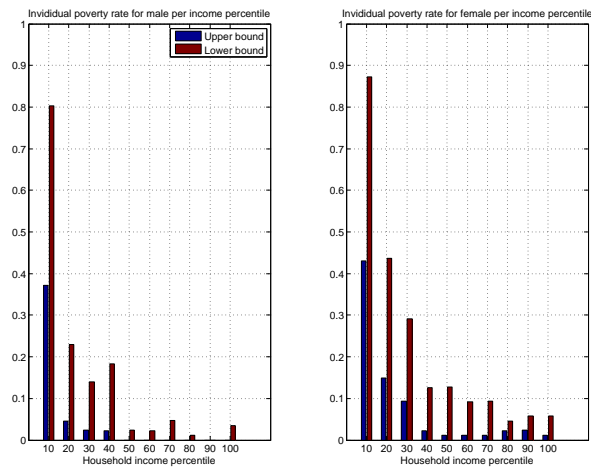 Invididual poverty rate for male per income percentile
1
0.9
0.8
0.7
0.6
0.5
0.4
0.3
0.2
0.1
0
Upper bound
Lower bound
10 20 30 40 50 60 70 80 90 100
Household income percentile
Invididual poverty rate for female per income percentile
1
0.9
0.8
0.7
0.6
0.5
0.4
0.3
0.2
0.1
0
10 20 30 40 50 60 70 80 90 100
Household income percentile